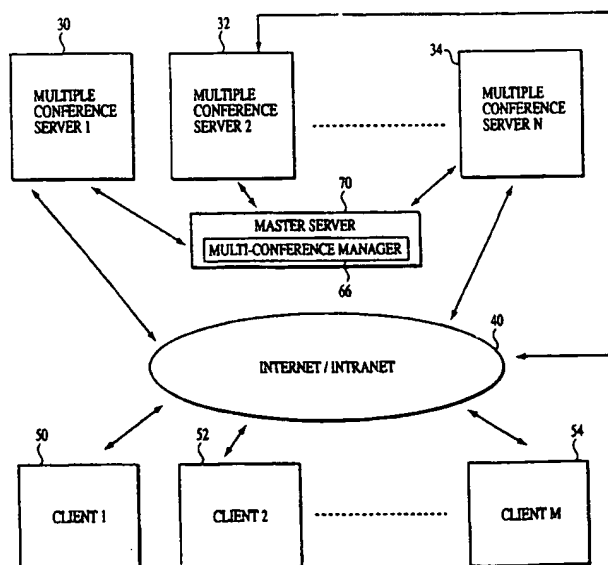 30
32
34
MULTIPLE
CONFERENCE
SERVER 1
MULTIPLE
CONFERENCE
SERVER 2
MULTIPLE
CONFERENCE
SERVER N
70
MASTER SERVER
MULTI-CONFERENCE MANAGER
66
40
INTERNET / INTRANET
50
52
54
CLIENT 1
CLIENT 2
CLIENT M